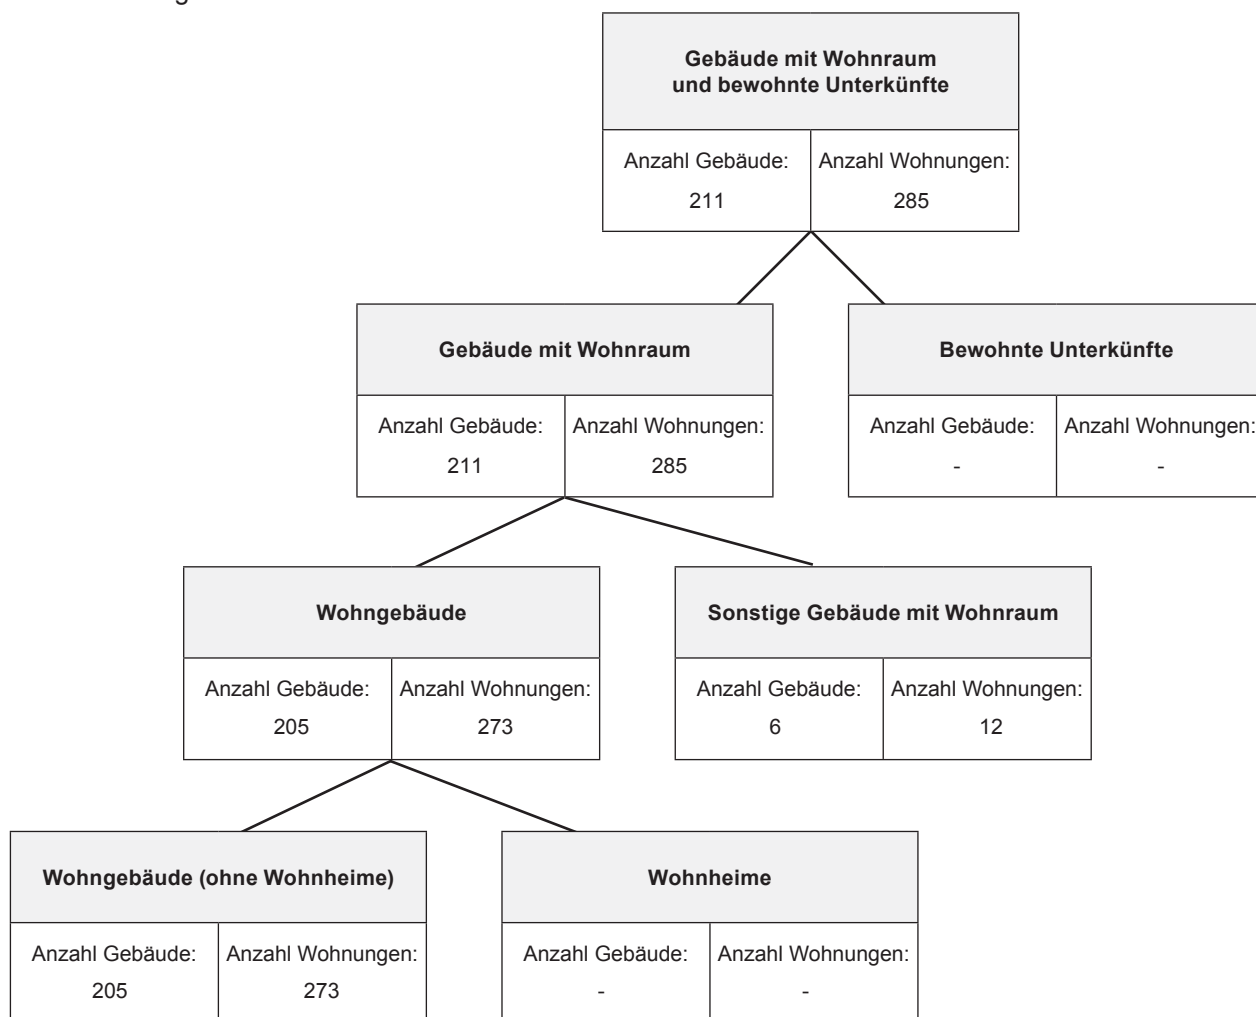 Gebäude mit Wohnraum
und bewohnte Unterkünfte
Anzahl Gebäude: Anzahl Wohnungen:
211 285
Gebäude mit Wohnraum
Bewohnte Unterkünfte
Anzahl Gebäude: Anzahl Wohnungen:
211 285
Anzahl Gebäude: Anzahl Wohnungen:
- -
Wohngebäude
Sonstige Gebäude mit Wohnraum
Anzahl Gebäude: Anzahl Wohnungen:
205 273
Anzahl Gebäude: Anzahl Wohnungen:
6 12
Wohngebäude (ohne Wohnheime)
Wohnheime
Anzahl Gebäude: Anzahl Wohnungen:
205 273
Anzahl Gebäude: Anzahl Wohnungen:
- -